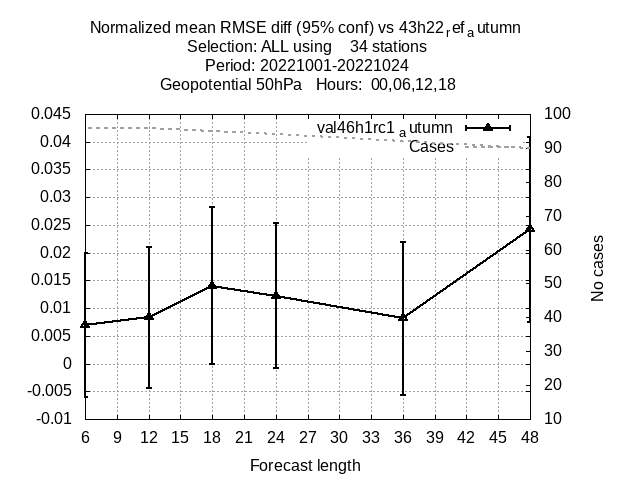 Normalized mean RMSE diff (95% conf) vs 43h22refautumn
Selection: ALL using    34 stations
Period: 20221001-20221024
Geopotential 50hPa   Hours:  00,06,12,18
0.045
0.04
0.035
0.03
0.025
0.02
0.015
0.01
0.005
0
-0.005
-0.01
val46h1rc1autumn
Cases
100
90
80
70
60
50
40
30
20
10
No cases
6 9 12 15 18 21 24 27 30 33 36 39 42 45 48
Forecast length